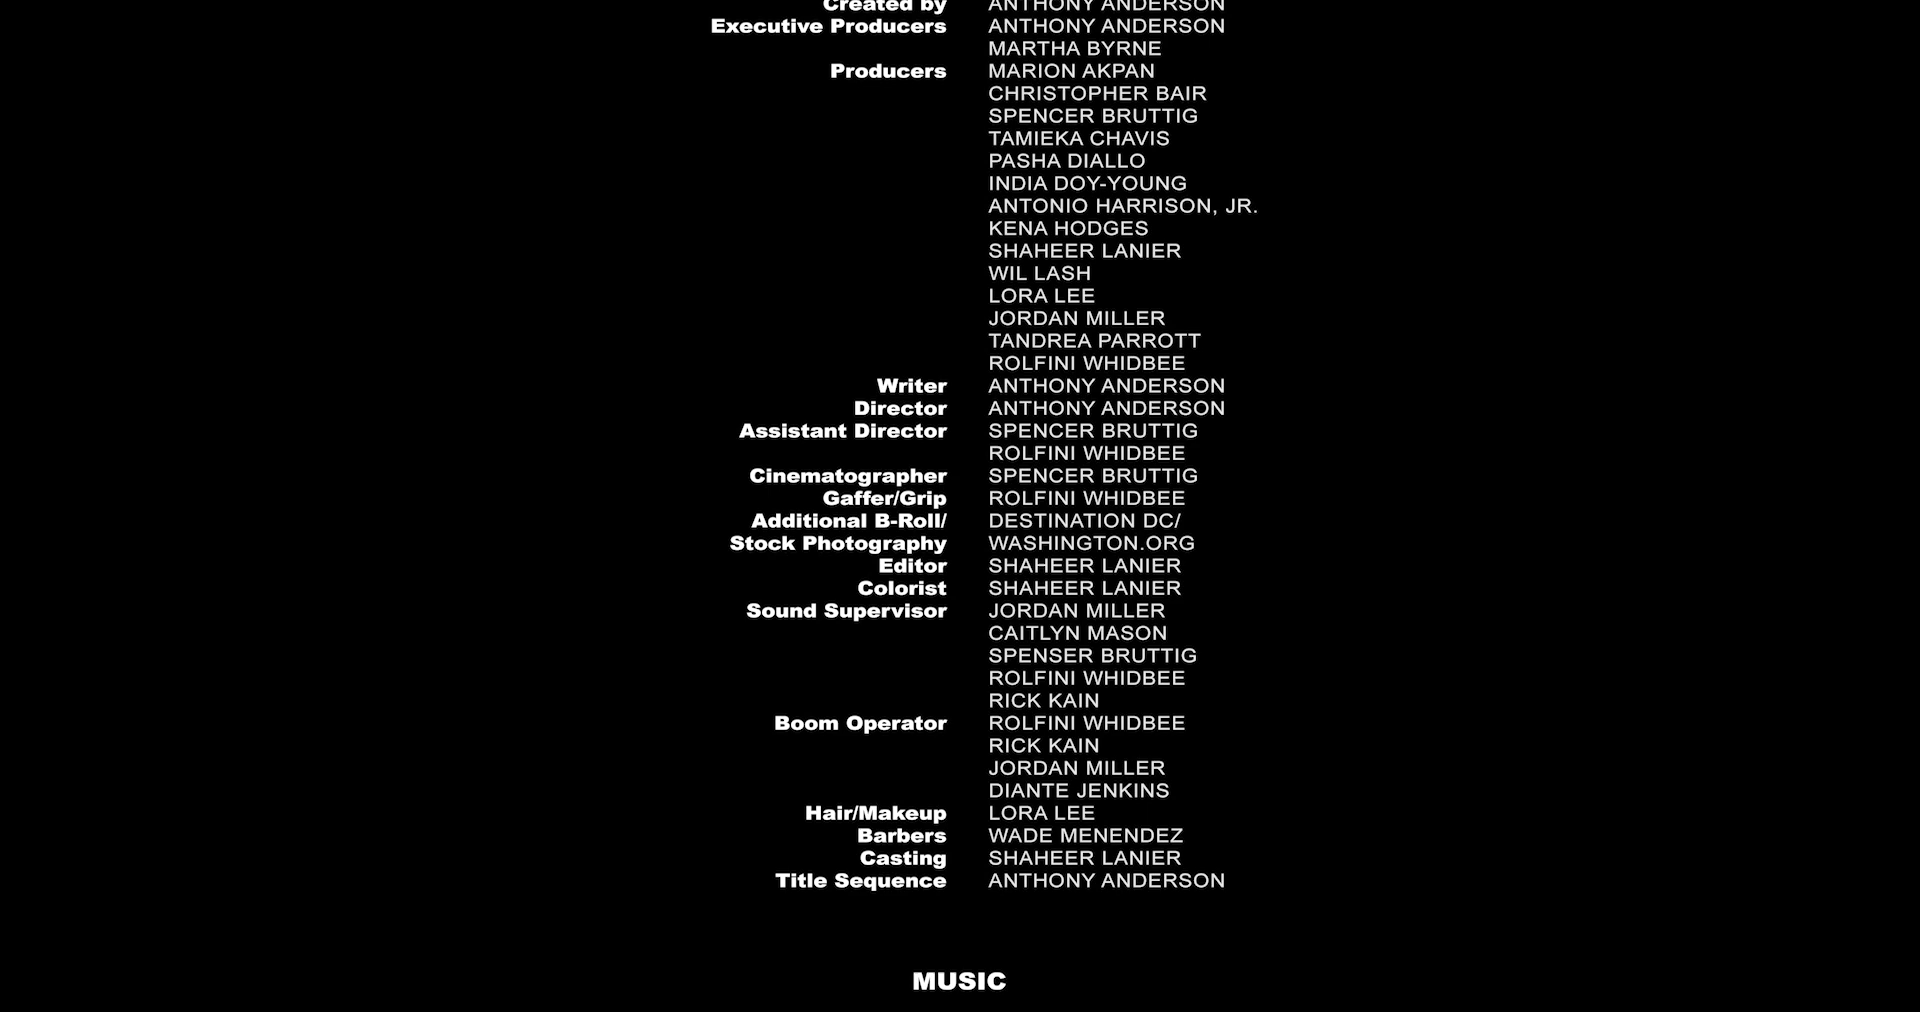 Created by ANTHONY ANDERSON
Executive Producers ANTHONY ANDERSON
MARTHA BYRNE
Producers MARION AKPAN
CHRISTOPHER BAIR
SPENCER BRUTTIG
TAMIEKA CHAVIS
PASHA DIALLO
INDIA DOY-YOUNG
ANTONIO HARRISON, JR.
KENA HODGES
SHAHEER LANIER
WIL LASH
LORA LEE
JORDAN MILLER
TANDREA PARROTT
ROLFINI WHIDBEE
Writer ANTHONY ANDERSON
Director ANTHONY ANDERSON
Assistant Director SPENCER BRUTTIG
ROLFINI WHIDBEE
Cinematographer SPENCER BRUTTIG
Gaffer/Grip ROLFINI WHIDBEE
Additional B-Roll/ DESTINATION DC/
Stock Photography WASHINGTON.ORG
Editor SHAHEER LANIER
Colorist SHAHEER LANIER
Sound Supervisor JORDAN MILLER
CAITLYN MASON
SPENSER BRUTTIG
ROLFINI WHIDBEE
RICK KAIN
Boom Operator ROLFINI WHIDBEE
RICK KAIN
JORDAN MILLER
DIANTE JENKINS
Hair/Makeup LORA LEE
Barbers WADE MENENDEZ
Casting SHAHEER LANIER
Title Sequence ANTHONY ANDERSON
MUSIC